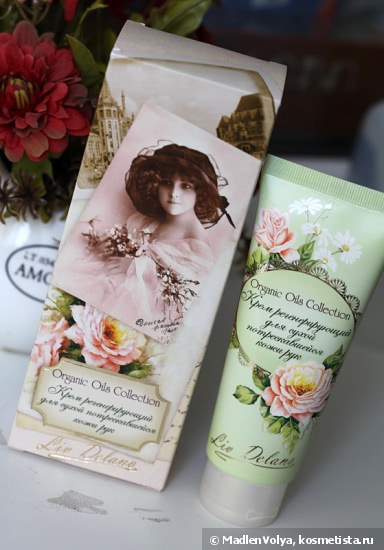 Organic Oils Collection
Крем регенерирующий
для сухой
потрескавшейся
кожи рук
Liv Delano
Organic Oils Collection
Крем регенерирующий
для сухой
потрескавшейся
кожи рук
Liv Delano
© MadlenVolya, kosmetista.ru